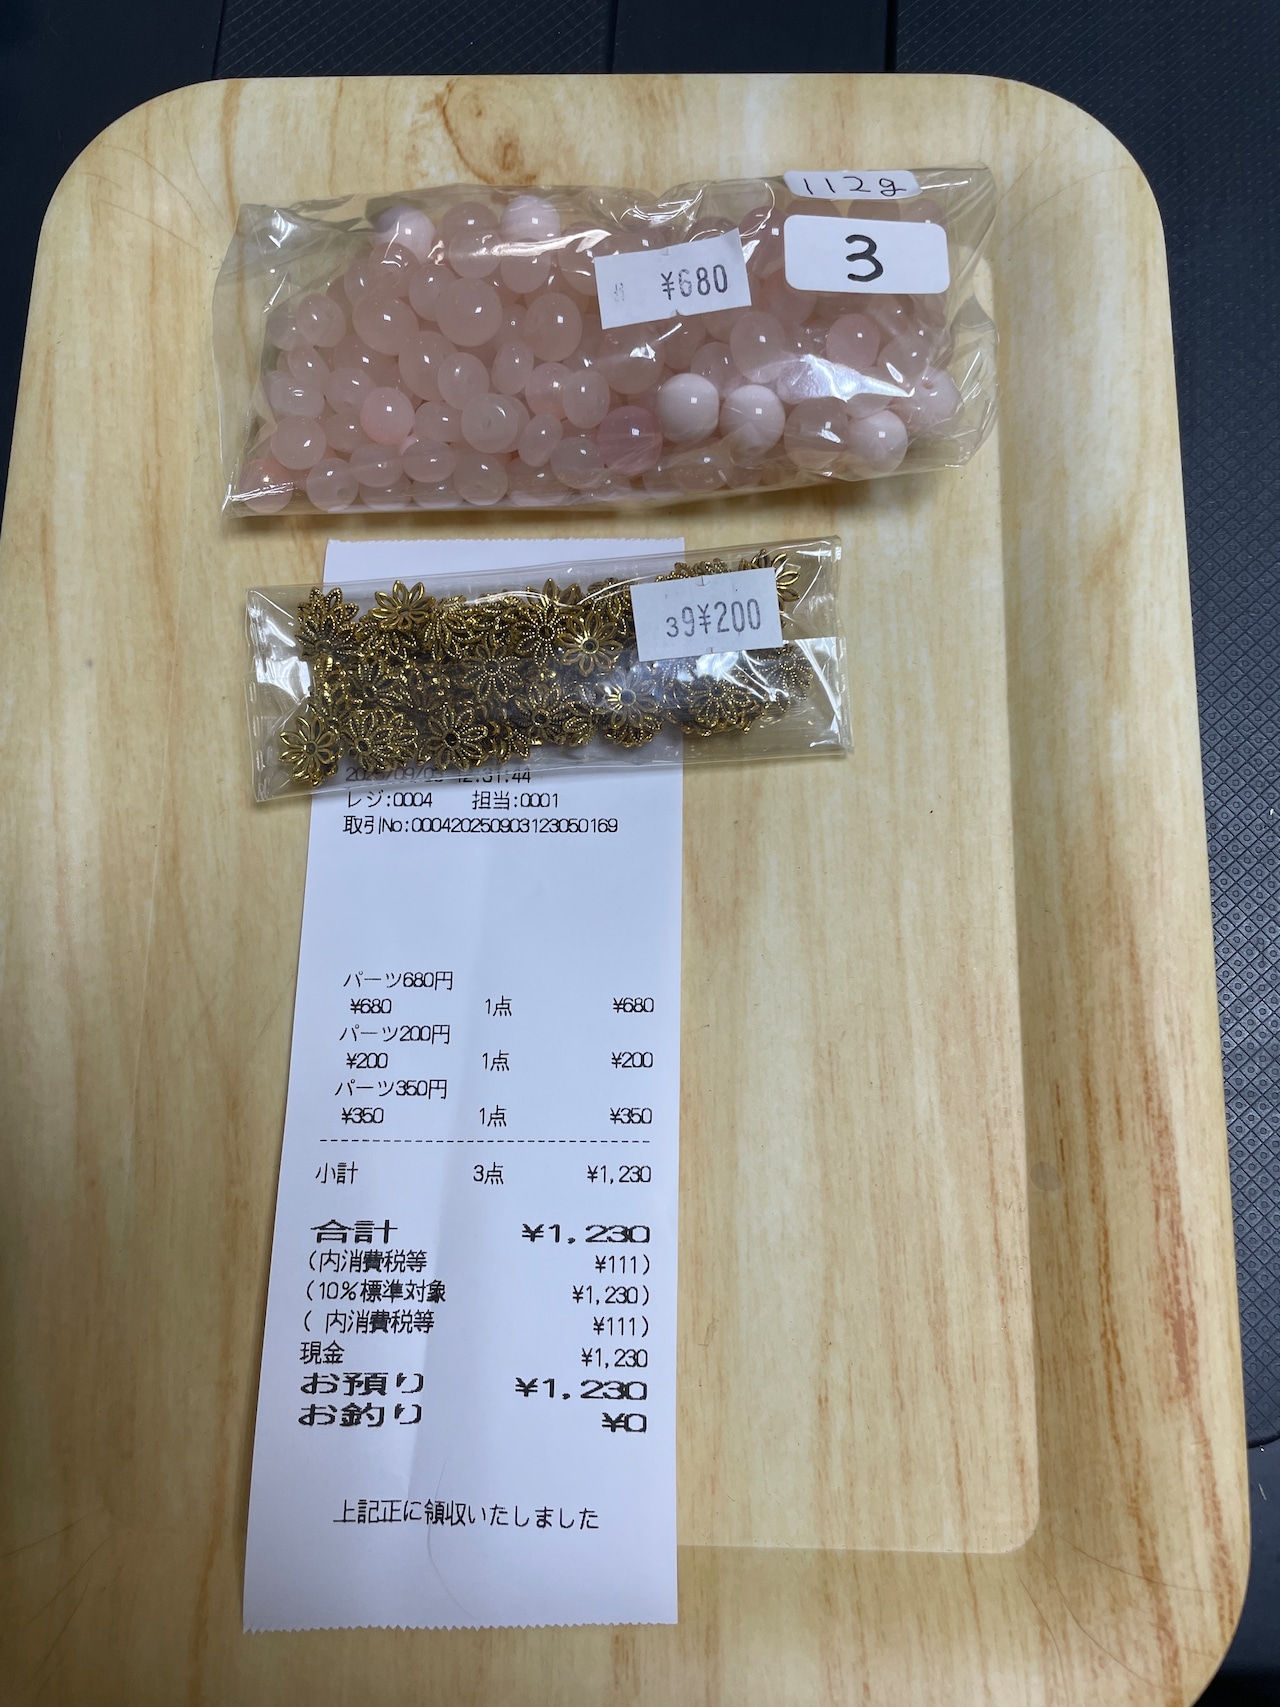 112g
3
¥680
39¥200
レジ:0004 担当:0001
取引No:000420250903123050169
パーツ680円
¥680 1点 ¥680
パーツ200円
¥200 1点 ¥200
パーツ350円
¥350 1点 ¥350
小計 3点 ¥1,230
合計 ¥1,230
(内消費税等 ¥111)
(10%標準対象 ¥1,230)
( 内消費税等 ¥111)
現金 ¥1,230
お預り ¥1,230
お釣り ¥0
上記正に領収いたしました